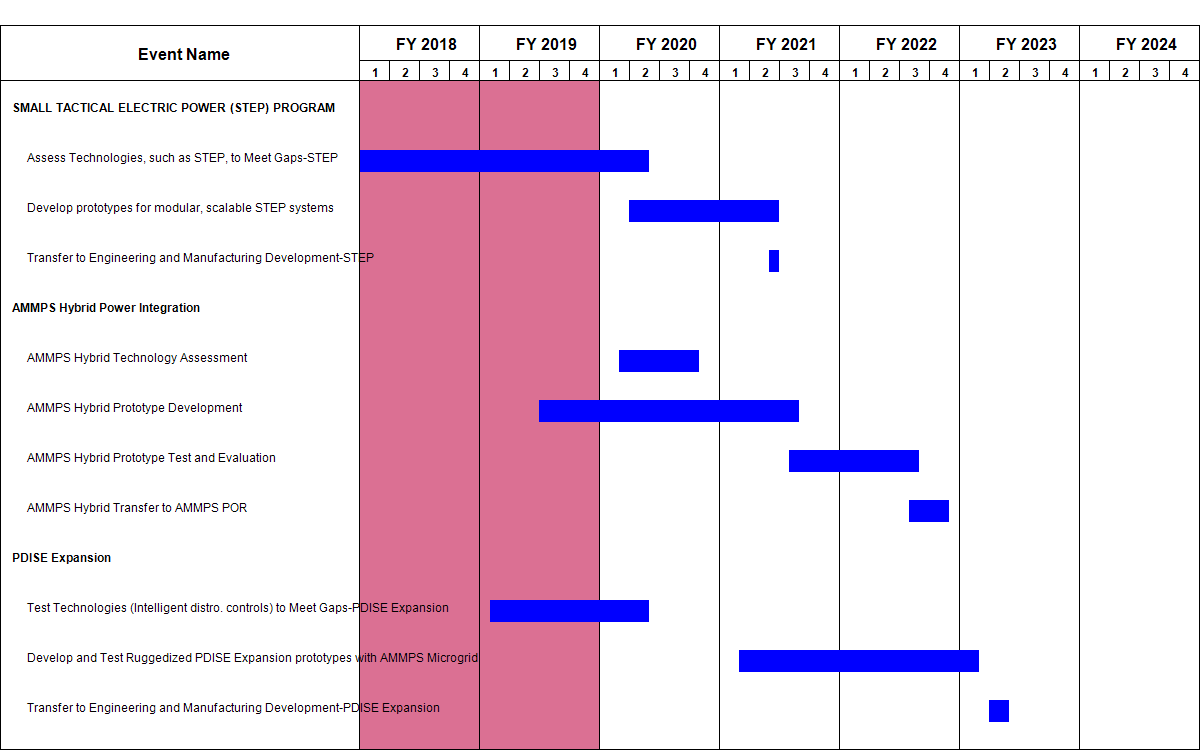 Event Name FY 2018 FY 2019 FY 2020 FY 2021 FY 2022 FY 2023 FY 2024
1 2 3 4 1 2 3 4 1 2 3 4 1 2 3 4 1 2 3 4 1 2 3 4 1 2 3 4
SMALL TACTICAL ELECTRIC POWER (STEP) PROGRAM
Assess Technologies, such as STEP, to Meet Gaps-STEP
Develop prototypes for modular, scalable STEP systems
Transfer to Engineering and Manufacturing Development-STEP
AMMPS Hybrid Power Integration
AMMPS Hybrid Technology Assessment
AMMPS Hybrid Prototype Development
AMMPS Hybrid Prototype Test and Evaluation
AMMPS Hybrid Transfer to AMMPS POR
PDISE Expansion
Test Technologies (Intelligent distro. controls) to Meet Gaps-PDISE Expansion
Develop and Test Ruggedized PDISE Expansion prototypes with AMMPS Microgrid
Transfer to Engineering and Manufacturing Development-PDISE Expansion